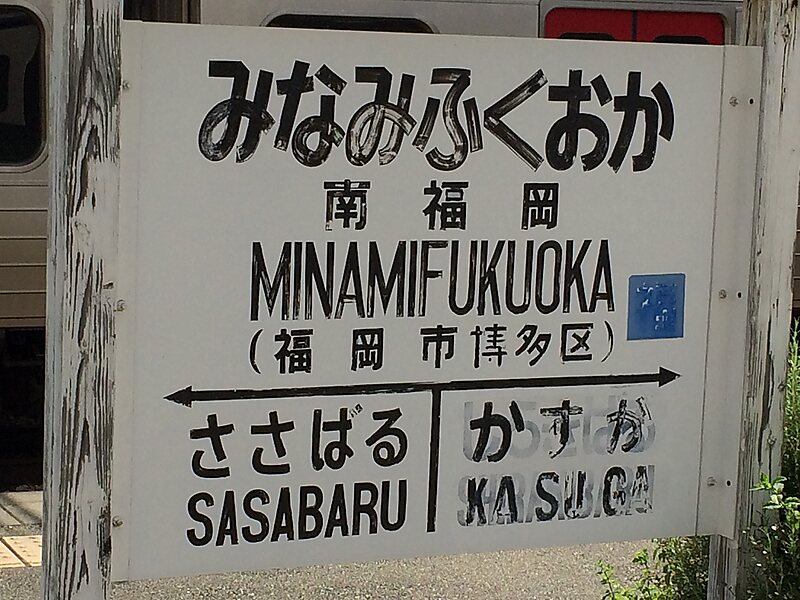 みなみふくおか
南福岡
MINAMIFUKUOKA
(福岡市博多区)
ささばる かすが
SASABARU KASUGA